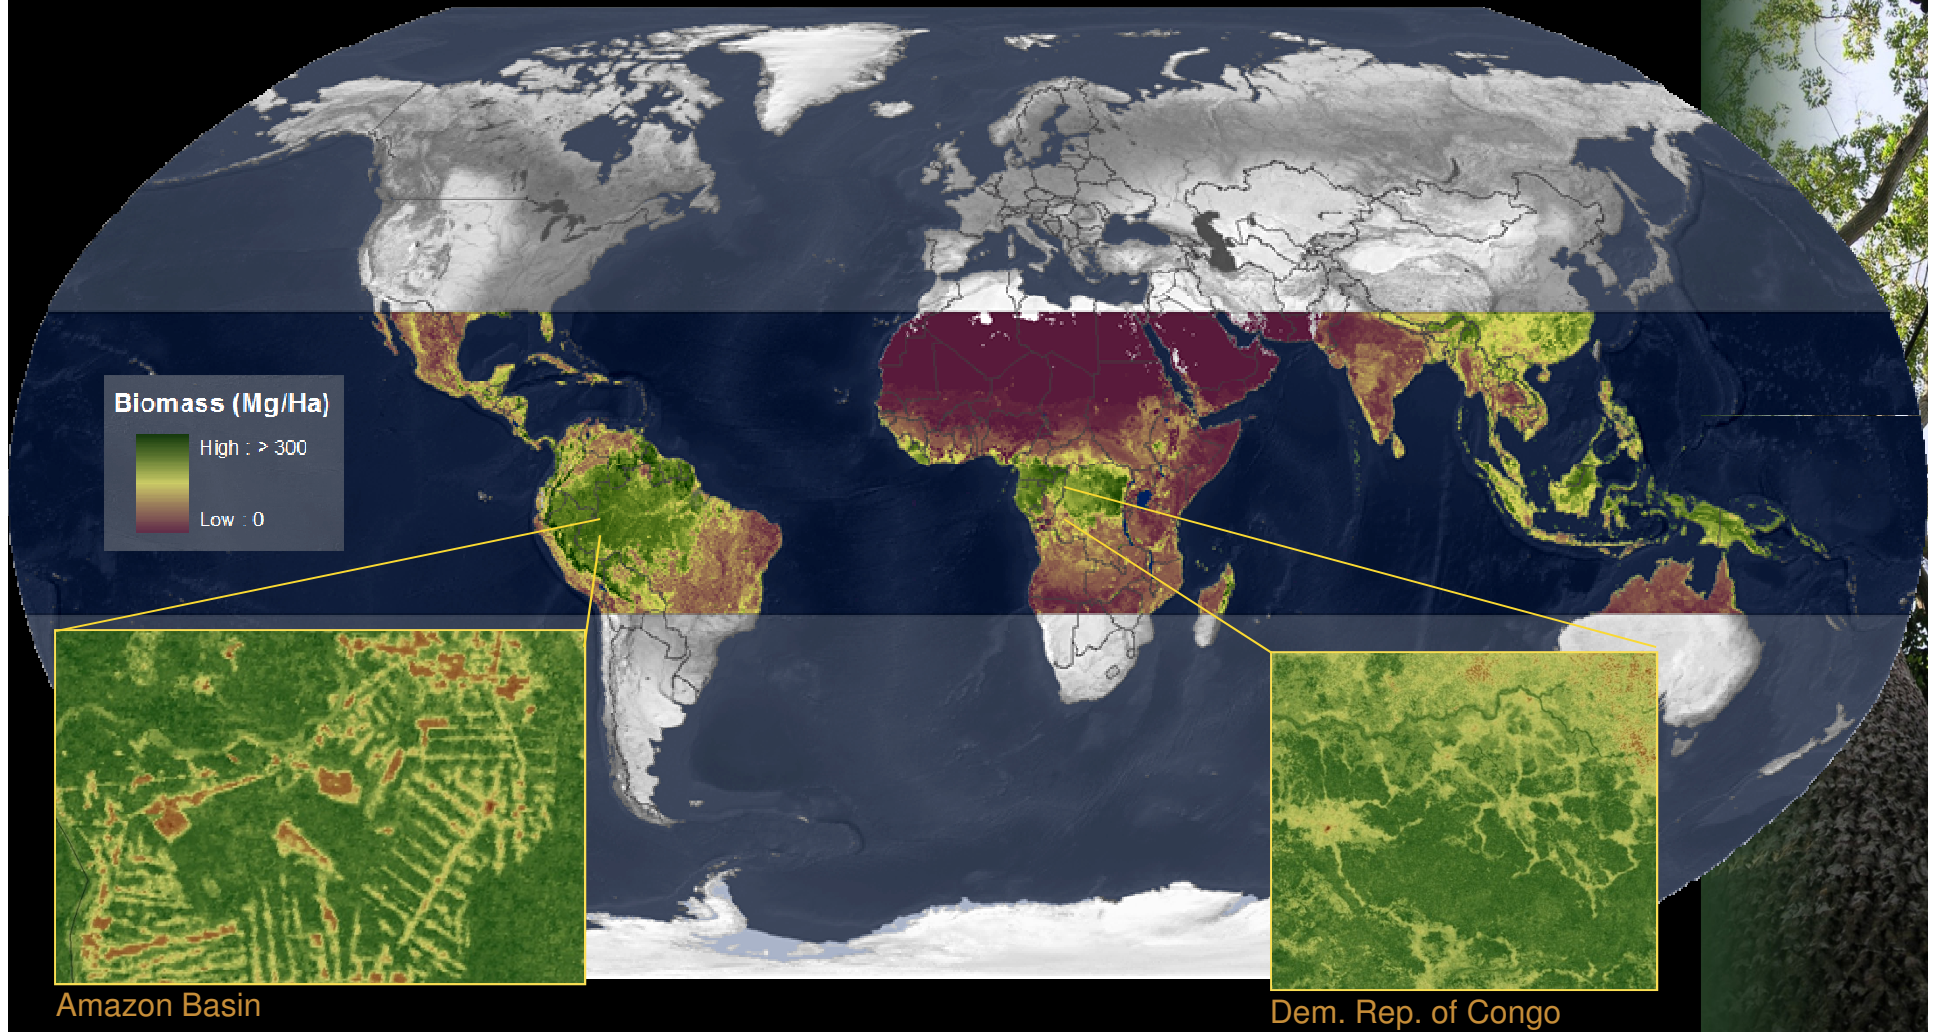 Biomass (Mg/Ha)
High : > 300
Low : 0
Amazon Basin
Dem. Rep. of Congo